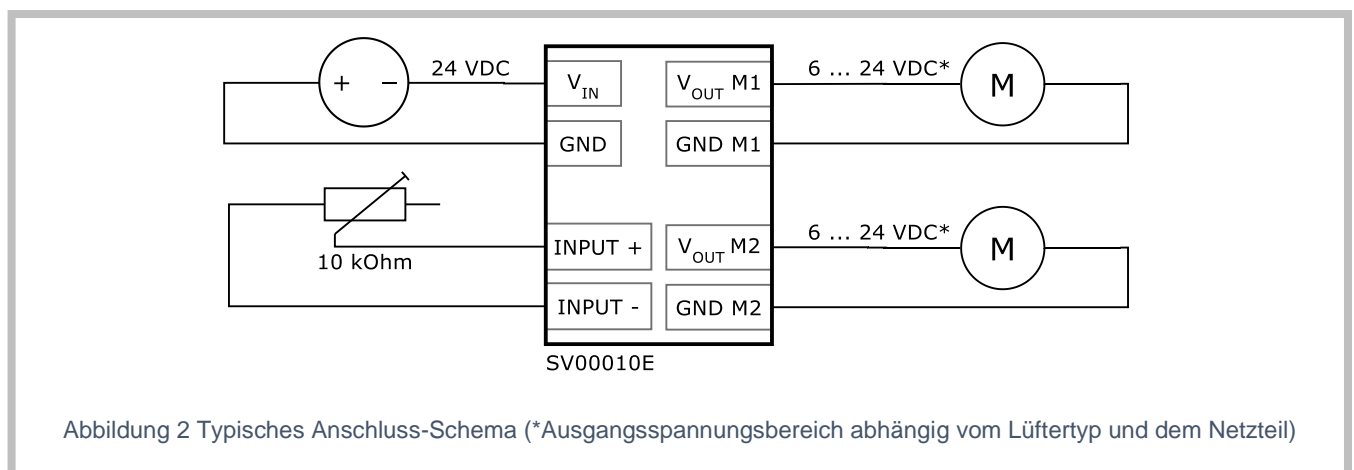 + −
24 VDC
V_IN
GND
10 kOhm
INPUT +
INPUT -
V_OUT M1
GND M1
V_OUT M2
GND M2
6 ... 24 VDC*
M
6 ... 24 VDC*
M
SV00010E
Abbildung 2 Typisches Anschluss-Schema (*Ausgangsspannungsbereich abhängig vom Lüftertyp und dem Netzteil)